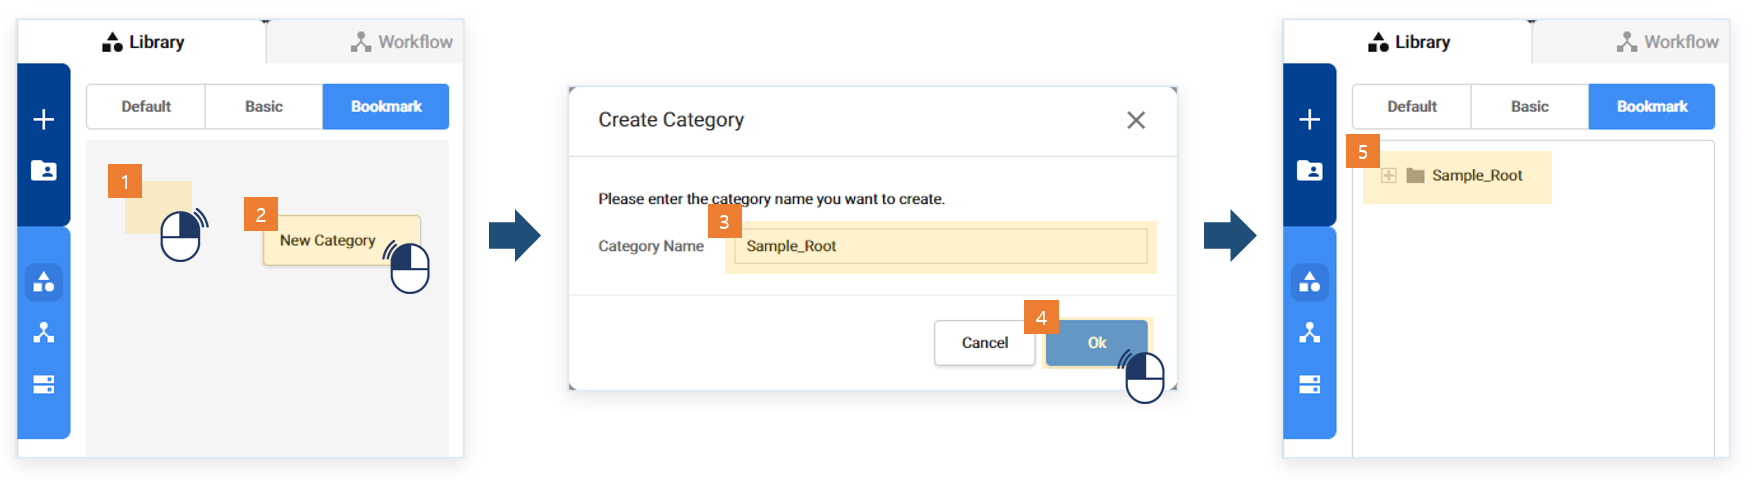 Library
Workflow
Default
Basic
Bookmark
1
2
New Category
Create Category
Please enter the category name you want to create.
3
Category Name
Sample_Root
4
Cancel
Ok
Library
Workflow
Default
Basic
Bookmark
5
Sample_Root